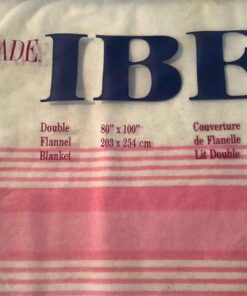 ADE. IBE
Double 80" x 100" Couverture
Flannel 203 x 254 cm de Flanelle
Blanket Lit Double